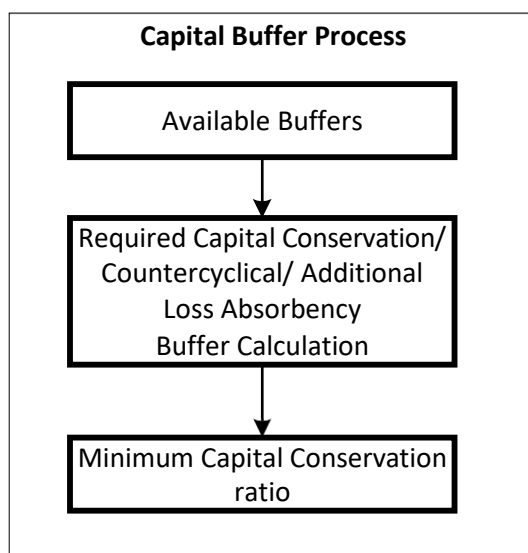 Capital Buffer Process
Available Buffers
Required Capital Conservation/
Countercyclical/ Additional
Loss Absorbency
Buffer Calculation
Minimum Capital Conservation
ratio